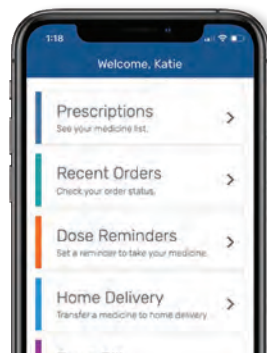 1:18
Welcome, Katie
Prescriptions
See your medicine list.
Recent Orders
Check your order status.
Dose Reminders
Set a reminder to take your medicine.
Home Delivery
Transfer a medicine to home delivery